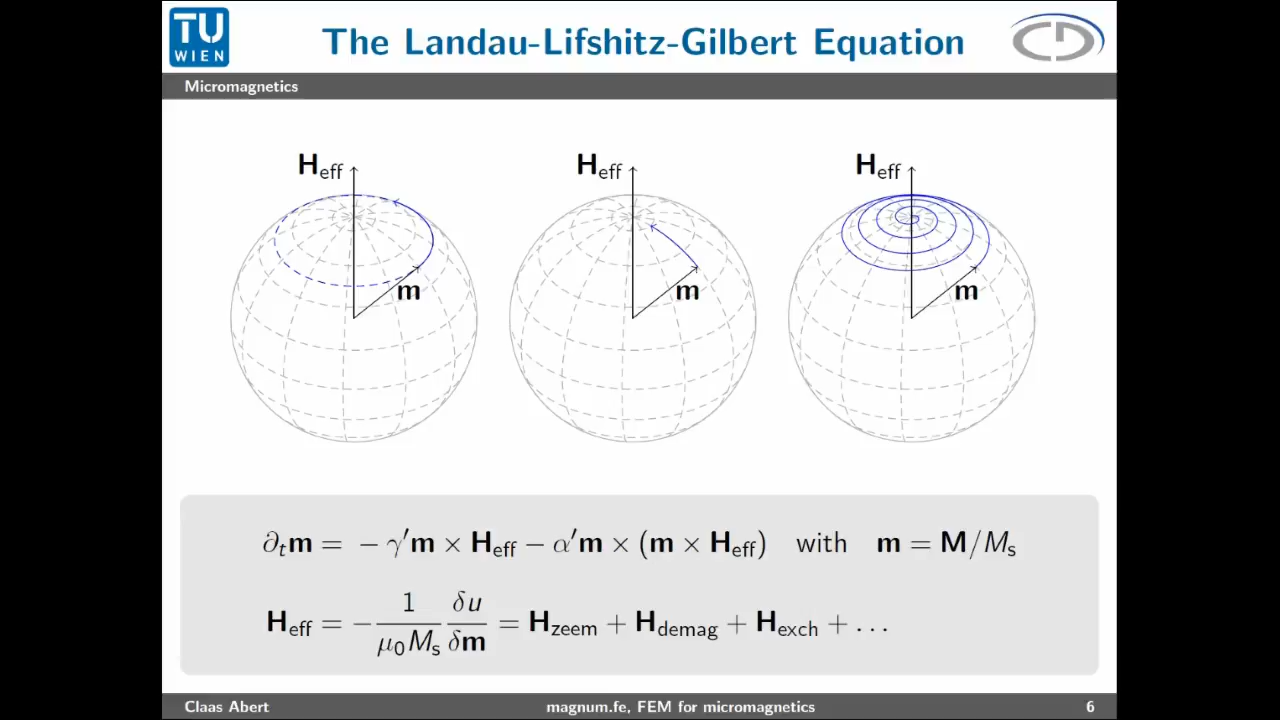 TU
WIEN
The Landau-Lifshitz-Gilbert Equation
CD
Micromagnetics
H_eff H_eff H_eff
m m m
∂_t m = − γ′m × H_eff − α′m × (m × H_eff) with m = M/M_s
H_eff = − 1/(μ_0 M_s) δu/δm = H_zeem + H_demag + H_exch + …
Claas Abert magnum.fe, FEM for micromagnetics 6